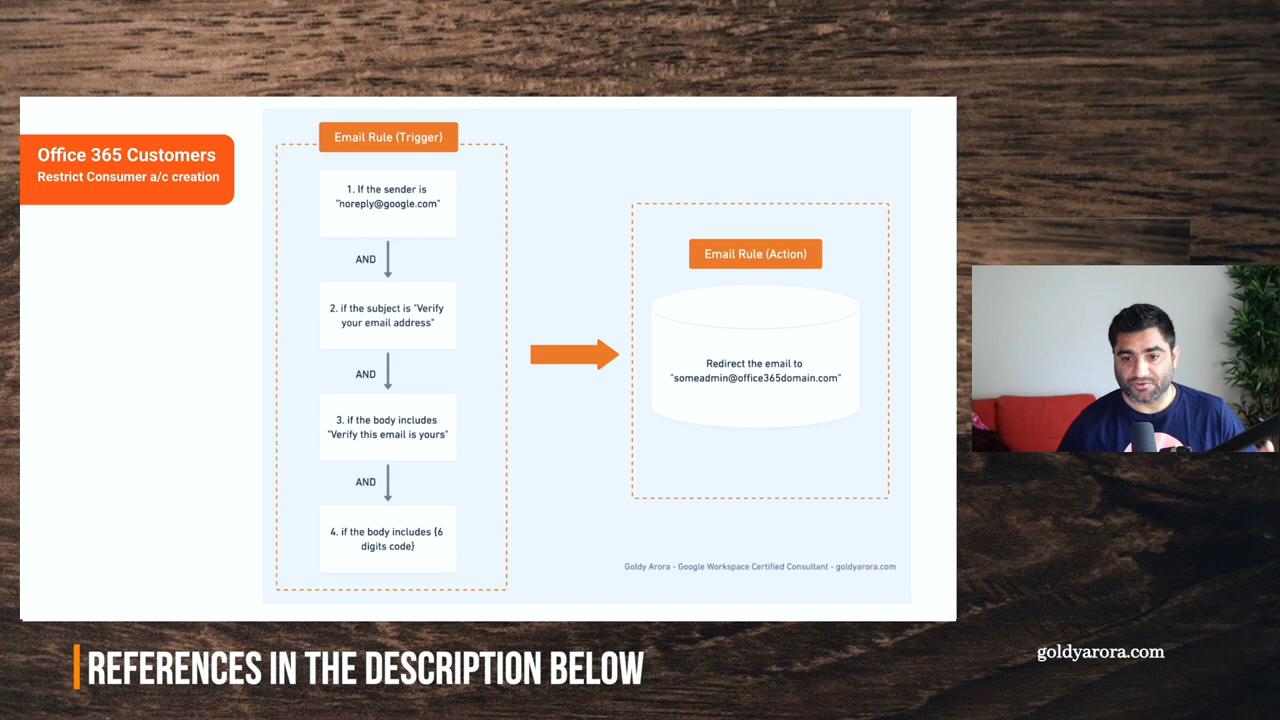 Office 365 Customers
Restrict Consumer a/c creation
Email Rule (Trigger)
1. If the sender is
"noreply@google.com"
AND
2. if the subject is "Verify
your email address"
AND
3. if the body includes
"Verify this email is yours"
AND
4. if the body includes {6
digits code}
Email Rule (Action)
Redirect the email to
"someadmin@office365domain.com"
Goldy Arora - Google Workspace Certified Consultant - goldyarora.com
REFERENCES IN THE DESCRIPTION BELOW
goldyarora.com